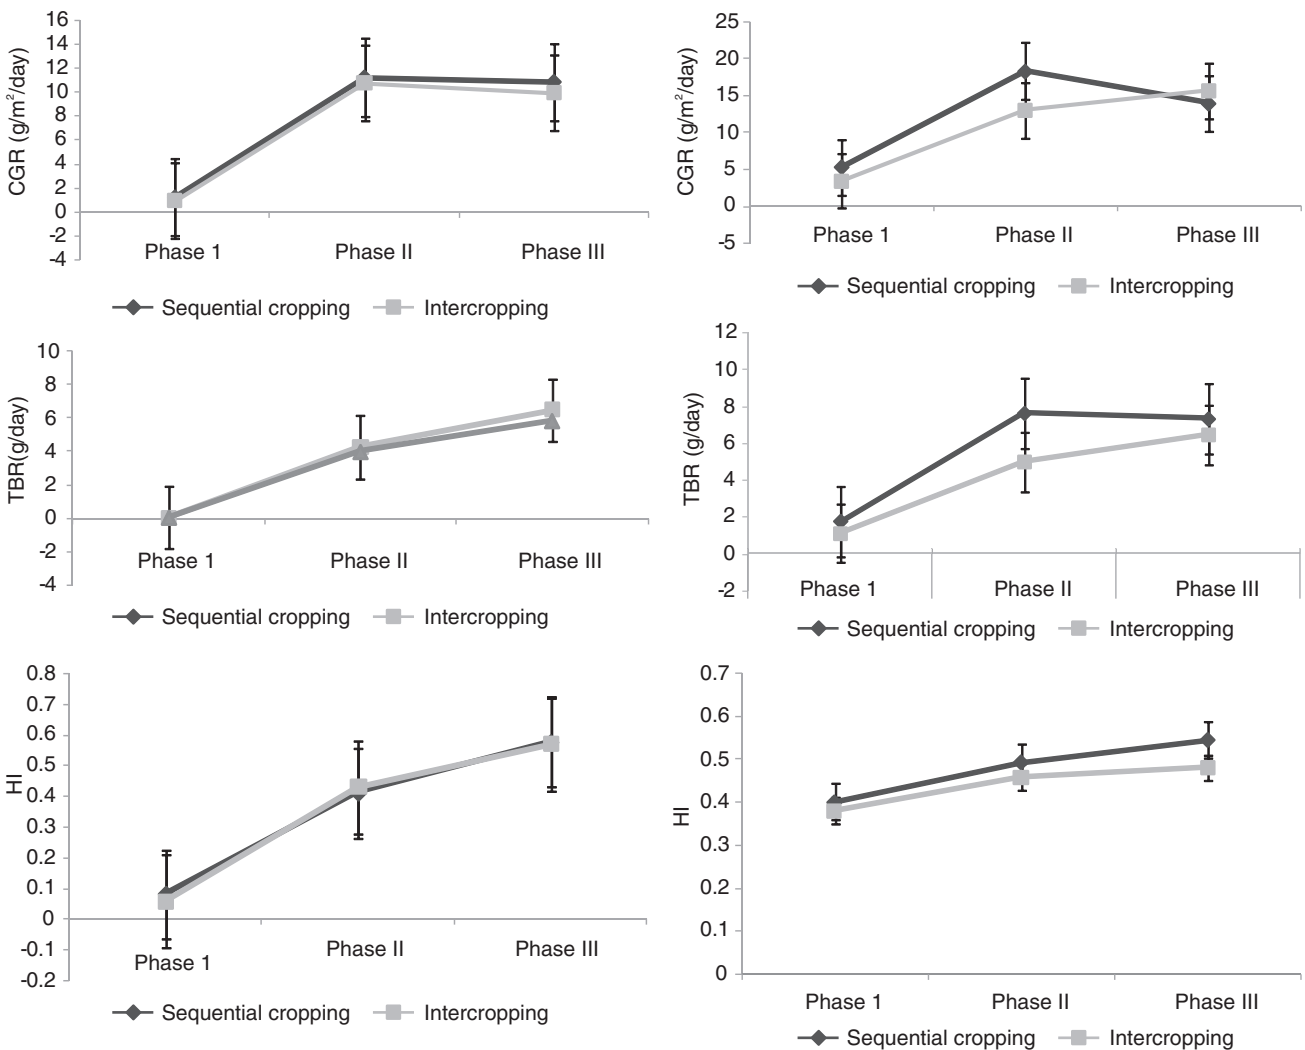 CGR (g/m²/day)
16
14
12
10
8
6
4
2
0
-2
-4
Phase 1 Phase II Phase III
Sequential cropping Intercropping
CGR (g/m²/day)
25
20
15
10
5
0
-5
Phase 1 Phase II Phase III
Sequential cropping Intercropping
TBR(g/day)
10
8
6
4
2
0
-2
-4
Phase 1 Phase II Phase III
Sequential cropping Intercropping
TBR (g/day)
12
10
8
6
4
2
0
-2
Phase 1 Phase II Phase III
Sequential cropping Intercropping
HI
0.8
0.7
0.6
0.5
0.4
0.3
0.2
0.1
0
-0.1
-0.2
Phase 1 Phase II Phase III
Sequential cropping Intercropping
HI
0.7
0.6
0.5
0.4
0.3
0.2
0.1
0
Phase 1 Phase II Phase III
Sequential cropping Intercropping